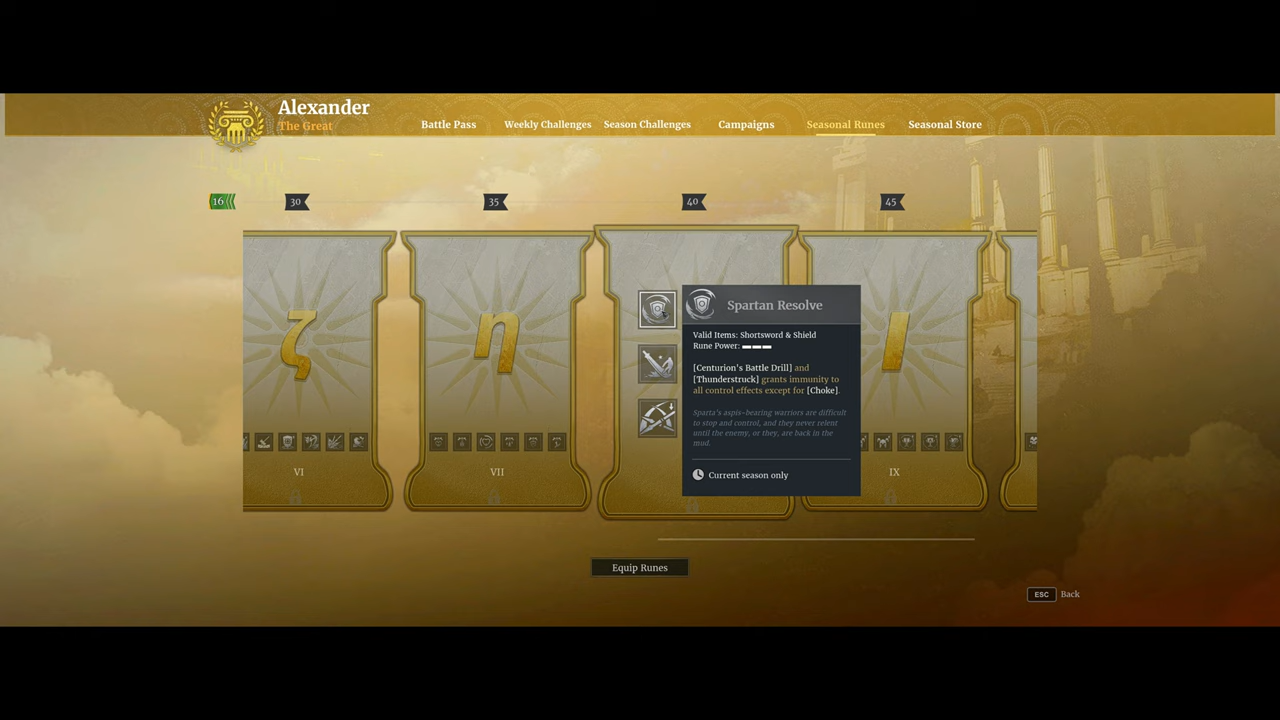 Alexander
The Great
Battle Pass
Weekly Challenges
Season Challenges
Campaigns
Seasonal Runes
Seasonal Store
16
30
35
40
45
ζ
η
Ι
Spartan Resolve
Valid Items: Shortsword & Shield
Rune Power:
[Centurion's Battle Drill] and
[Thunderstruck] grants immunity to
all control effects except for [Choke].
Sparta's aspis-bearing warriors are difficult
to stop and control, and they never relent
until the enemy, or they, are back in the
mud.
Current season only
VI
VII
IX
Equip Runes
ESC Back